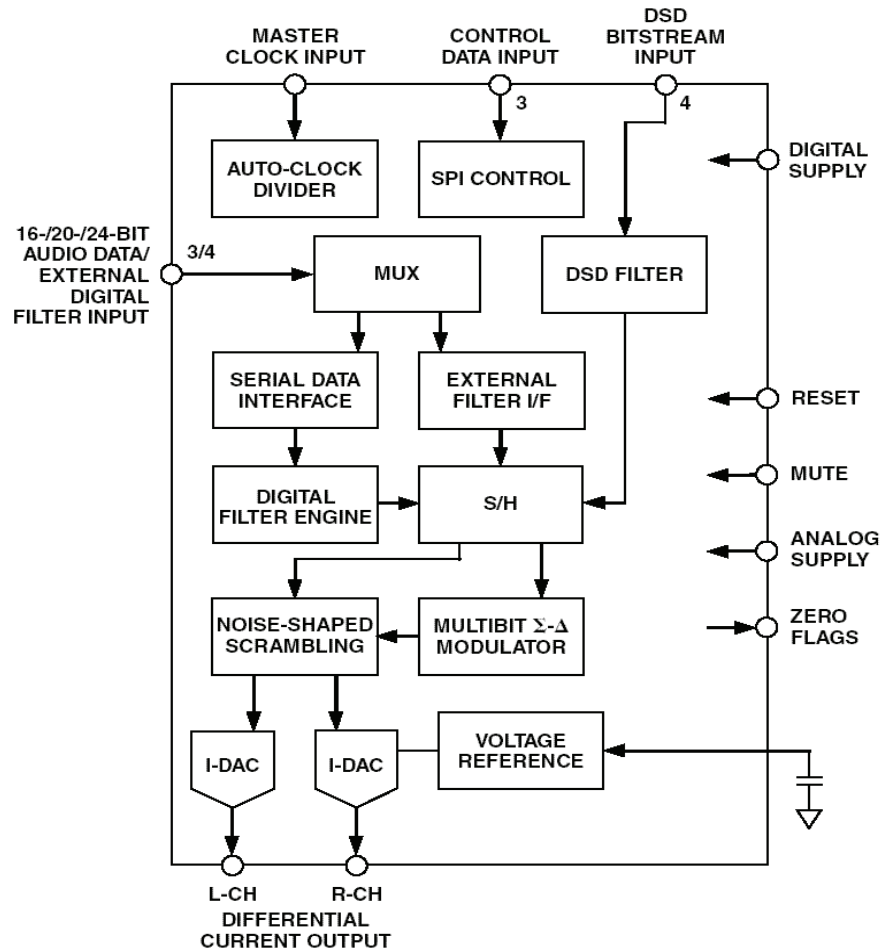 MASTER
CLOCK INPUT
CONTROL
DATA INPUT
DSD
BITSTREAM
INPUT
3
4
AUTO-CLOCK
DIVIDER
SPI CONTROL
DIGITAL
SUPPLY
16-/20-/24-BIT
AUDIO DATA/
EXTERNAL
DIGITAL
FILTER INPUT
3/4
MUX
DSD FILTER
SERIAL DATA
INTERFACE
EXTERNAL
FILTER I/F
RESET
DIGITAL
FILTER ENGINE
S/H
MUTE
ANALOG
SUPPLY
NOISE-SHAPED
SCRAMBLING
MULTIBIT Σ-Δ
MODULATOR
ZERO
FLAGS
I-DAC
I-DAC
VOLTAGE
REFERENCE
L-CH
R-CH
DIFFERENTIAL
CURRENT OUTPUT